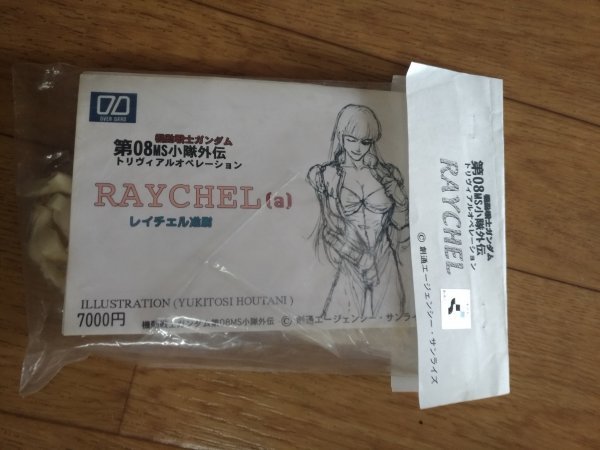 OVER DARD
機動戦士ガンダム
第08MS小隊外伝
トリヴィアルオペレーション
RAYCHEL(a)
レイチェル進駅
ILLUSTRATION (YUKITOSI HOUTANI )
7000円
機動戦士ガンダム第08MS小隊外伝 © 創通エージェンシー・サンライ
機動戦士ガンダム
第08MS小隊外伝
トリヴィアルオペレーション
RAYCHEL
© 創通エージェンシー・サンライズ